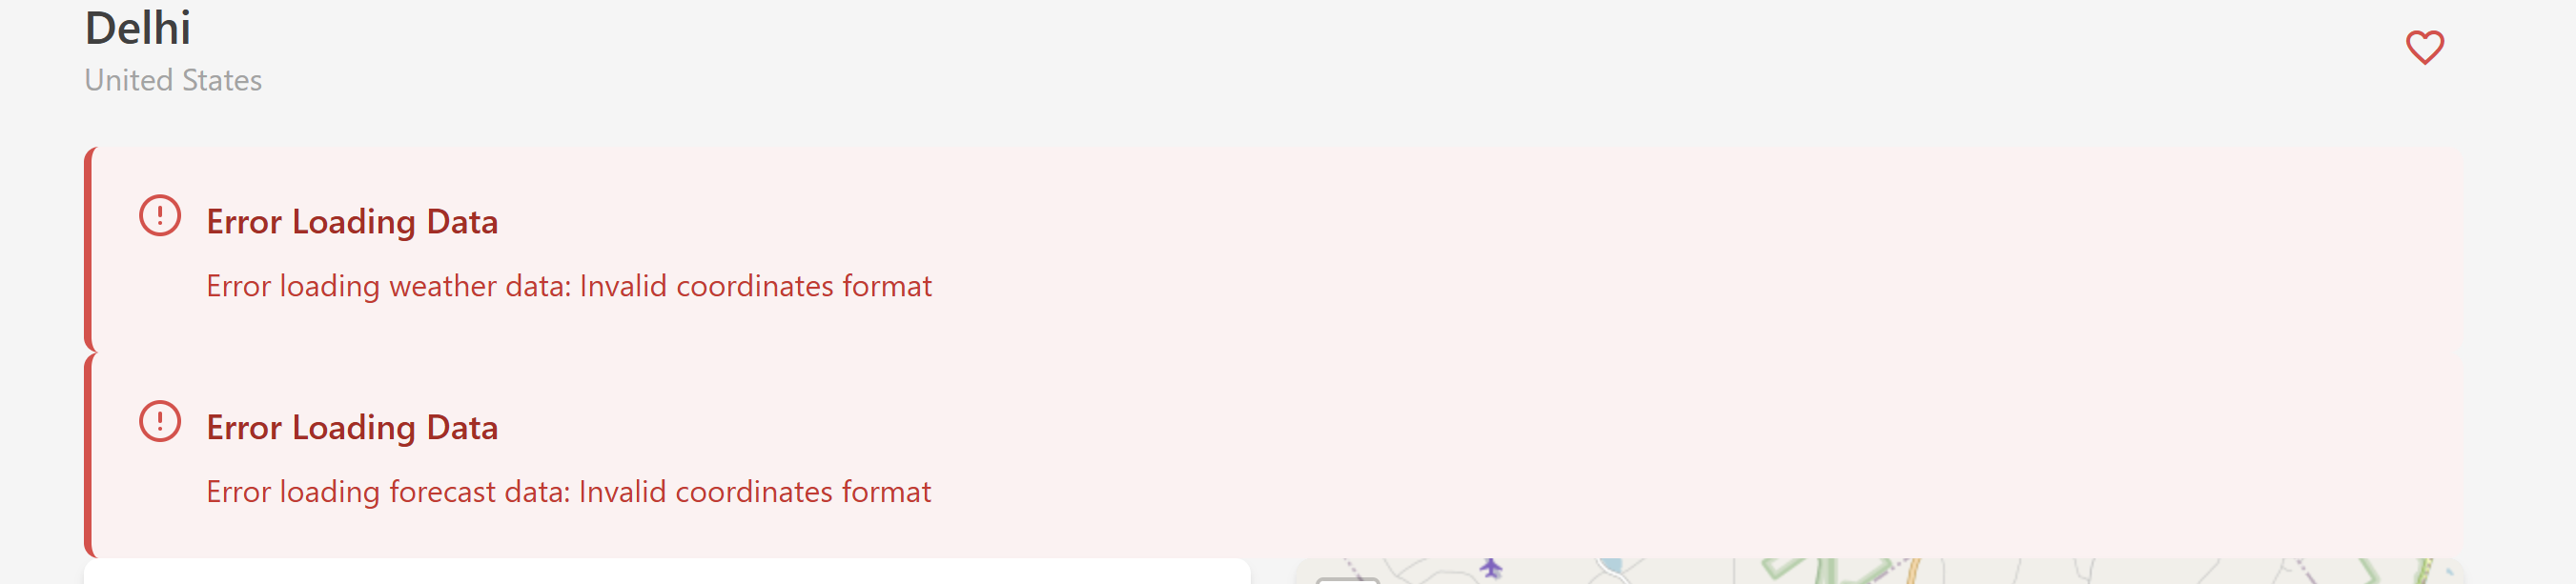 Delhi
United States
Error Loading Data
Error loading weather data: Invalid coordinates format
Error Loading Data
Error loading forecast data: Invalid coordinates format